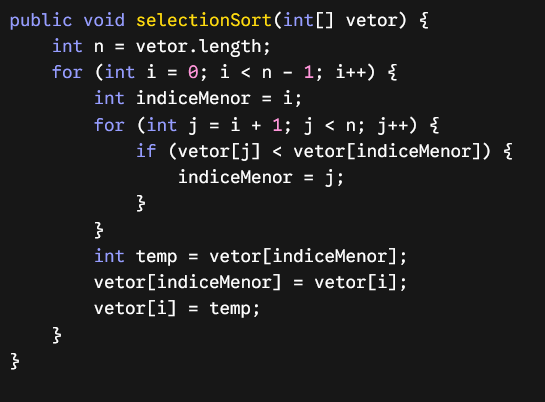 public void selectionSort(int[] vetor) {
    int n = vetor.length;
    for (int i = 0; i < n - 1; i++) {
        int indiceMenor = i;
        for (int j = i + 1; j < n; j++) {
            if (vetor[j] < vetor[indiceMenor]) {
                indiceMenor = j;
            }
        }
        int temp = vetor[indiceMenor];
        vetor[indiceMenor] = vetor[i];
        vetor[i] = temp;
    }
}